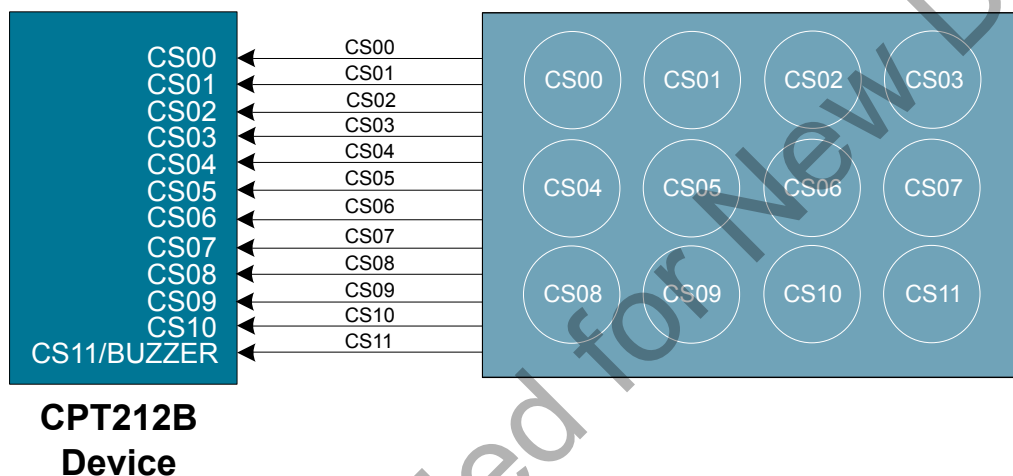 CS00
CS01
CS02
CS03
CS04
CS05
CS06
CS07
CS08
CS09
CS10
CS11/BUZZER
CPT212B
Device
CS00
CS01
CS02
CS03
CS04
CS05
CS06
CS07
CS08
CS09
CS10
CS11
CS00 CS01 CS02 CS03
CS04 CS05 CS06 CS07
CS08 CS09 CS10 CS11
for New